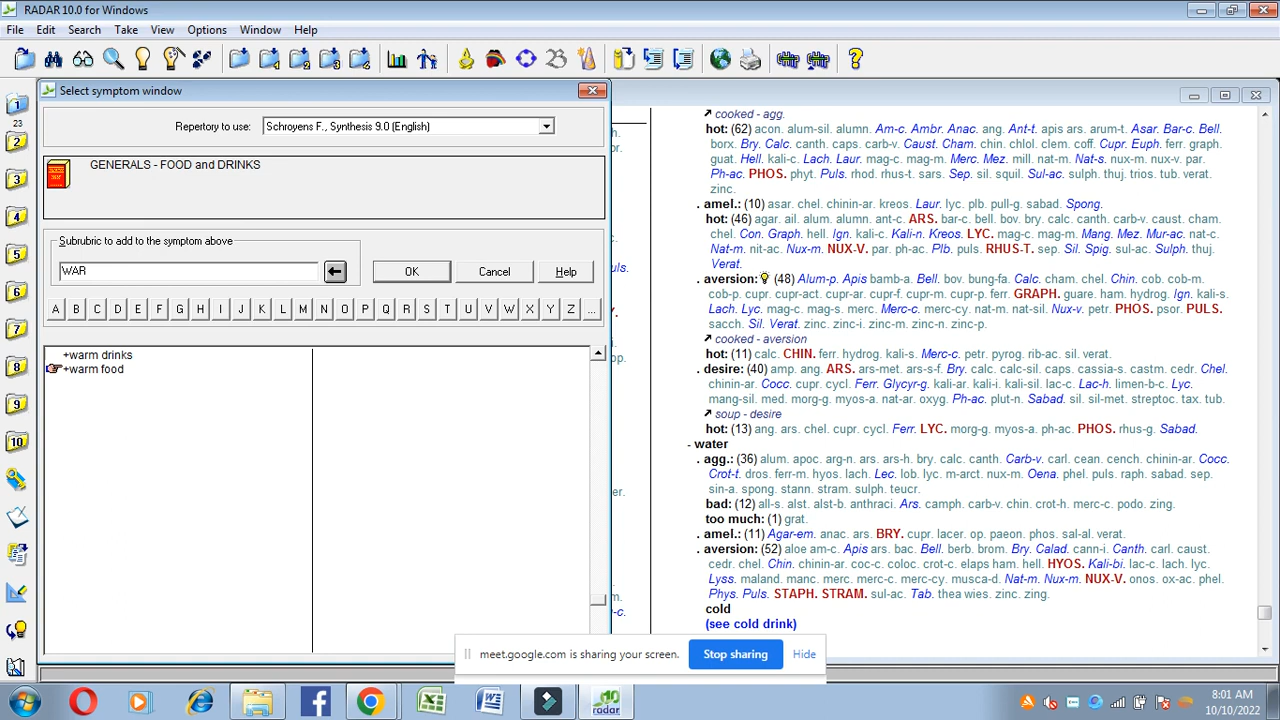 RADAR 10.0 for Windows
File Edit Search Take View Options Window Help
Select symptom window
Repertory to use: Schroyens F., Synthesis 9.0 (English)
GENERALS - FOOD and DRINKS
Subrubric to add to the symptom above
WAR
OK Cancel Help
A B C D E F G H I J K L M N O P Q R S T U V W X Y Z ...
+warm drinks
+warm food
1
23
2
3
4
5
6
7
8
9
10
cooked - agg.
hot: (62) acon. alum-sil. alumn. Am-c. Ambr. Anac. ang. Ant-t. apis ars. arum-t. Asar. Bar-c. Bell.
borx. Bry. Calc. canth. caps. carb-v. Caust. Cham. chin. chlol. clem. coff. Cupr. Euph. ferr. graph.
guat. Hell. kali-c. Lach. Laur. mag-c. mag-m. Merc. Mez. mill. nat-m. Nat-s. nux-m. nux-v. par.
Ph-ac. PHOS. phyt. Puls. rhod. rhus-t. sars. Sep. sil. squil. Sul-ac. sulph. thuj. trios. tub. verat.
zinc.
. amel.: (10) asar. chel. chinin-ar. kreos. Laur. lyc. plb. pull-g. sabad. Spong.
hot: (46) agar. ail. alum. alumn. ant-c. ARS. bar-c. bell. bov. bry. calc. canth. carb-v. caust. cham.
chin. Con. Graph. hell. Ign. kali-c. Kali-n. Kreos. LYC. mag-c. mag-m. Mang. Mez. Mur-ac. nat-c.
Nat-m. nit-ac. Nux-m. NUX-V. par. ph-ac. Plb. puls. RHUS-T. sep. Sil. Spig. sul-ac. Sulph. thuj.
Verat.
. aversion: (48) Alum-p. Apis bamb-a. Bell. bov. bung-fa. Calc. cham. chel. Chin. cob. cob-m.
cob-p. cupr. cupr-act. cupr-ar. cupr-f. cupr-m. cupr-p. ferr. GRAPH. guare. ham. hydrog. Ign. kali-s.
Lach. Lyc. mag-c. mag-s. Merc. Merc-c. merc-cy. nat-m. nat-sil. Nux-v. petr. PHOS. psor. PULS.
sacch. Sil. Verat. zinc. zinc-i. zinc-m. zinc-n. zinc-p.
cooked - aversion
hot: (11) calc. CHIN. ferr. hydrog. kali-s. Merc-c. petr. pyrog. rib-ac. sil. verat.
. desire: (40) amp. ang. ARS. ars-met. ars-s-f. Bry. calc. calc-sil. caps. cassia-s. castm. cedr. Chel.
chinin-ar. Cocc. cupr. cycl. Ferr. Glycyr-g. kali-ar. kali-i. kali-sil. lac-c. Lac-h. limen-b-c. Lyc.
mang-sil. med. morg-g. myos-a. nat-ar. oxyg. Ph-ac. plut-n. Sabad. sil. sil-met. streptoc. tax. tub.
soup - desire
hot: (13) ang. ars. chel. cupr. cycl. Ferr. LYC. morg-g. myos-a. ph-ac. PHOS. rhus-g. Sabad.
- water
. agg.: (36) alum. apoc. arg-n. ars. ars-h. bry. calc. canth. Carb-v. carl. cean. cench. chinin-ar. Cocc.
Crot-t. dros. ferr-m. hyos. lach. Lec. lob. lyc. m-arct. nux-m. Oena. phel. puls. raph. sabad. sep.
sin-a. spong. stann. stram. sulph. teucr.
bad: (12) all-s. alst. alst-b. anthraci. Ars. camph. carb-v. chin. crot-h. merc-c. podo. zing.
too much: (1) grat.
. amel.: (11) Agar-em. anac. ars. BRY. cupr. lacer. op. paeon. phos. sal-al. verat.
. aversion: (52) aloe am-c. Apis ars. bac. Bell. berb. brom. Bry. Calad. cann-i. Canth. carl. caust.
cedr. chel. Chin. chinin-ar. coc-c. coloc. crot-c. elaps ham. hell. HYOS. Kali-bi. lac-c. lach. lyc.
Lyss. maland. manc. merc. merc-c. merc-cy. musca-d. Nat-m. Nux-m. NUX-V. onos. ox-ac. phel.
Phys. Puls. STAPH. STRAM. sul-ac. Tab. thea wies. zinc. zing.
cold
(see cold drink)
meet.google.com is sharing your screen. Stop sharing Hide
10 radar
8:01 AM
10/10/2022